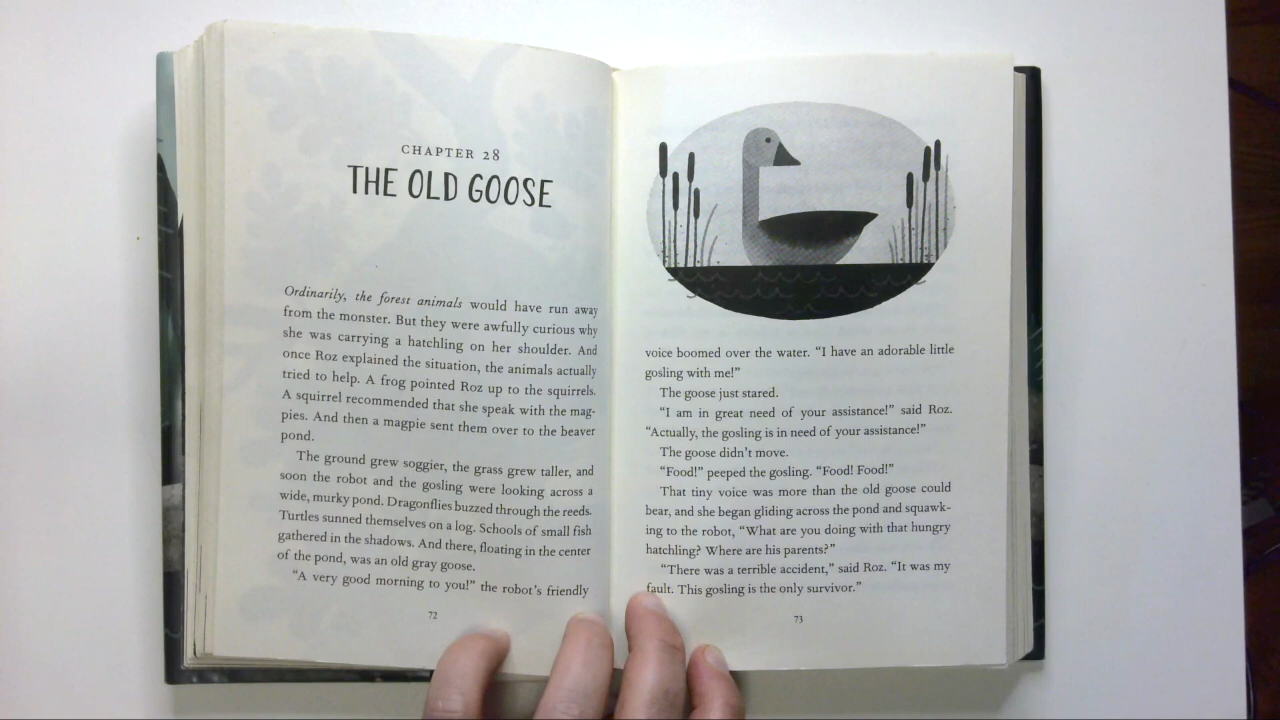 CHAPTER 28
THE OLD GOOSE
Ordinarily, the forest animals would have run away
from the monster. But they were awfully curious why
she was carrying a hatchling on her shoulder. And
once Roz explained the situation, the animals actually
tried to help. A frog pointed Roz up to the squirrels.
A squirrel recommended that she speak with the mag-
pies. And then a magpie sent them over to the beaver
pond.
The ground grew soggier, the grass grew taller, and
soon the robot and the gosling were looking across a
wide, murky pond. Dragonflies buzzed through the reeds.
Turtles sunned themselves on a log. Schools of small fish
gathered in the shadows. And there, floating in the center
of the pond, was an old gray goose.
“A very good morning to you!” the robot’s friendly
72
voice boomed over the water. “I have an adorable little
gosling with me!”
The goose just stared.
“I am in great need of your assistance!” said Roz.
“Actually, the gosling is in need of your assistance!”
The goose didn’t move.
“Food!” peeped the gosling. “Food! Food!”
That tiny voice was more than the old goose could
bear, and she began gliding across the pond and squawk-
ing to the robot, “What are you doing with that hungry
hatchling? Where are his parents?”
“There was a terrible accident,” said Roz. “It was my
fault. This gosling is the only survivor.”
73